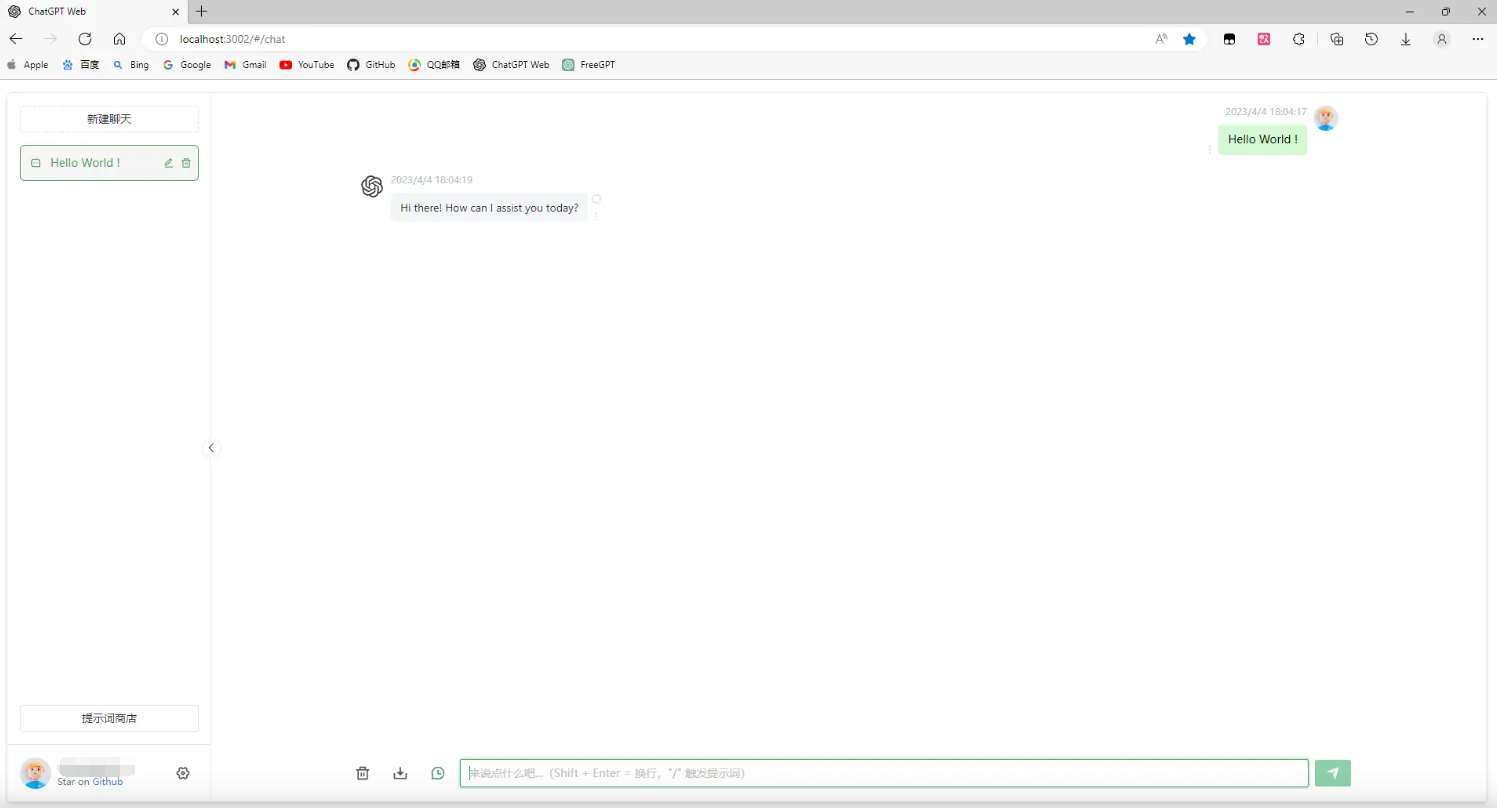 ChatGPT Web
localhost:3002/#/chat
Apple 百度 Bing Google Gmail YouTube GitHub QQ邮箱 ChatGPT Web FreeGPT
新建聊天
Hello World !
2023/4/4 18:04:17
Hello World !
2023/4/4 18:04:19
Hi there! How can I assist you today?
提示词商店
Star on Github
来说点什么吧...（Shift + Enter = 换行，"/" 触发提示词）